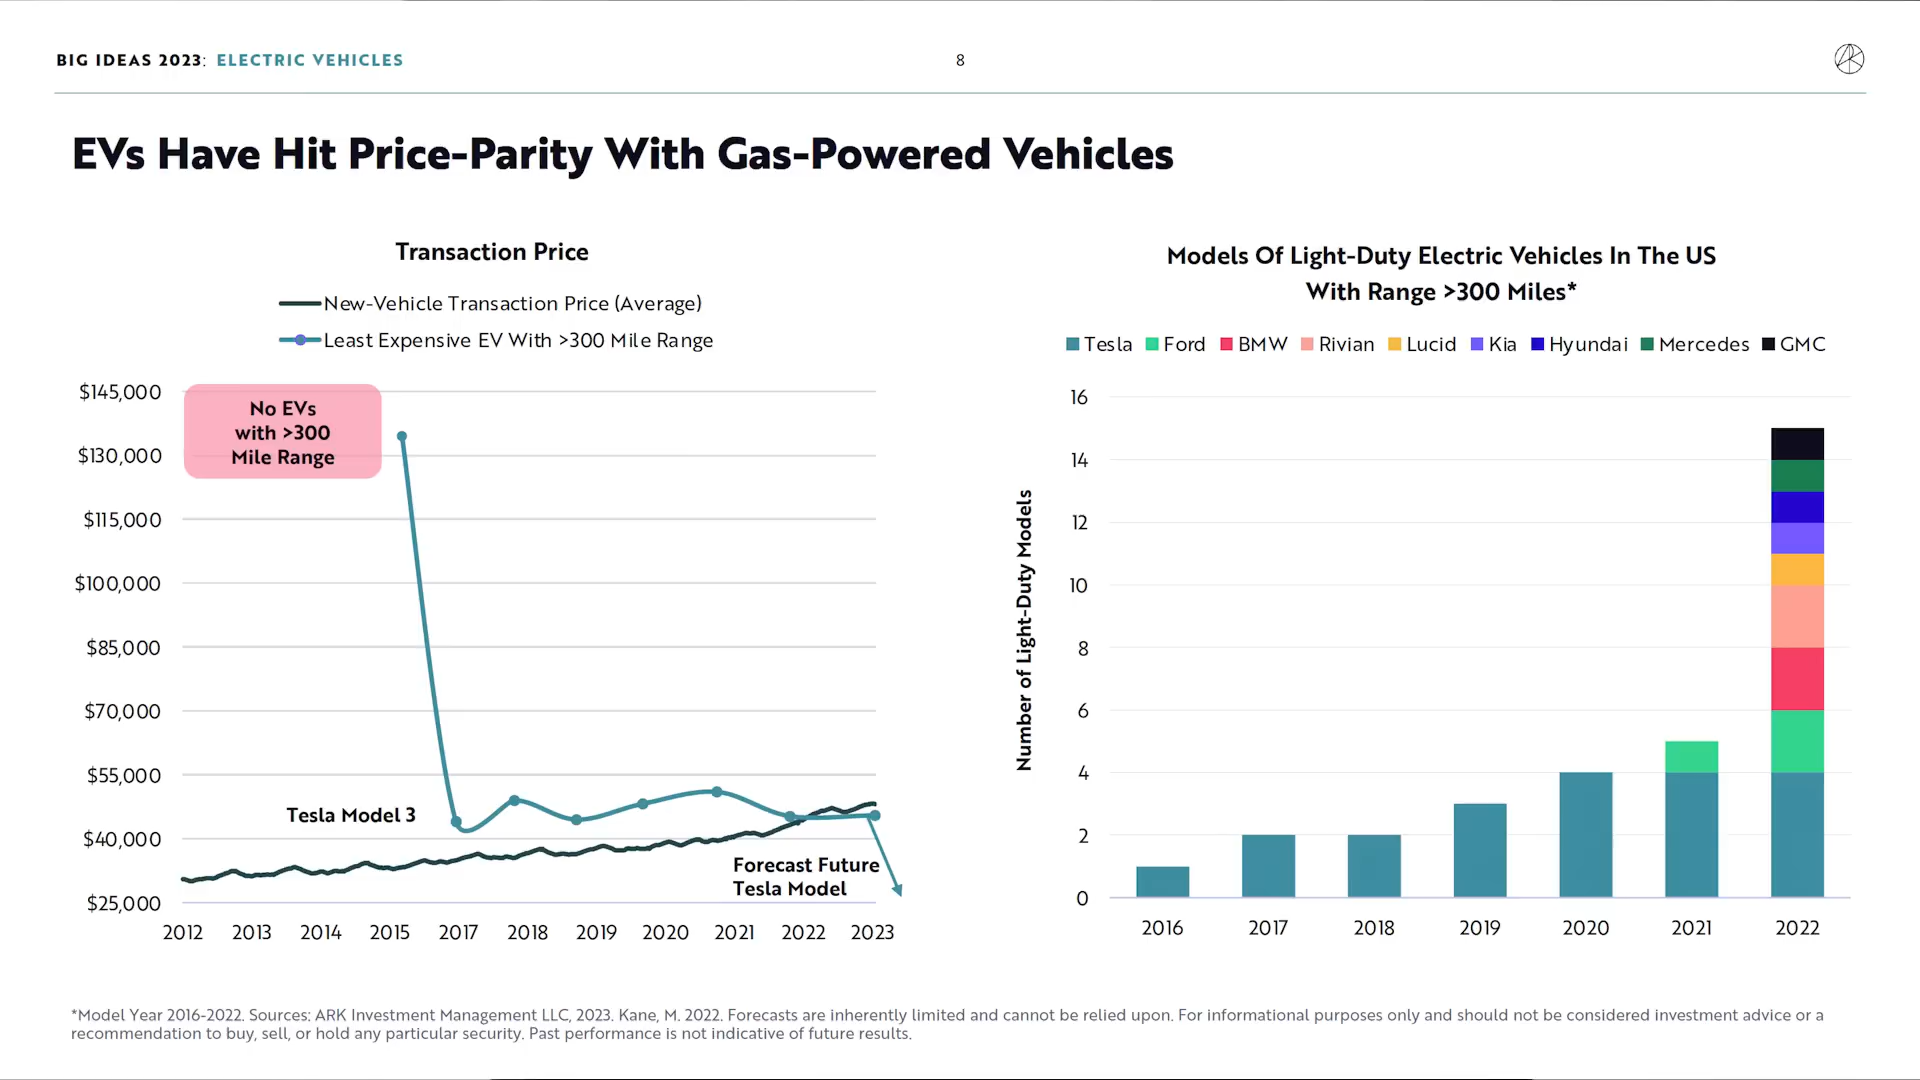 BIG IDEAS 2023: ELECTRIC VEHICLES
8
EVs Have Hit Price-Parity With Gas-Powered Vehicles
Transaction Price
New-Vehicle Transaction Price (Average)
Least Expensive EV With >300 Mile Range
$145,000
$130,000
$115,000
$100,000
$85,000
$70,000
$55,000
$40,000
$25,000
No EVs
with >300
Mile Range
Tesla Model 3
Forecast Future
Tesla Model
2012 2013 2014 2015 2017 2018 2019 2020 2021 2022 2023
Models Of Light-Duty Electric Vehicles In The US
With Range >300 Miles*
Tesla Ford BMW Rivian Lucid Kia Hyundai Mercedes GMC
Number of Light-Duty Models
16
14
12
10
8
6
4
2
0
2016 2017 2018 2019 2020 2021 2022
*Model Year 2016-2022. Sources: ARK Investment Management LLC, 2023. Kane, M. 2022. Forecasts are inherently limited and cannot be relied upon. For informational purposes only and should not be considered investment advice or a
recommendation to buy, sell, or hold any particular security. Past performance is not indicative of future results.